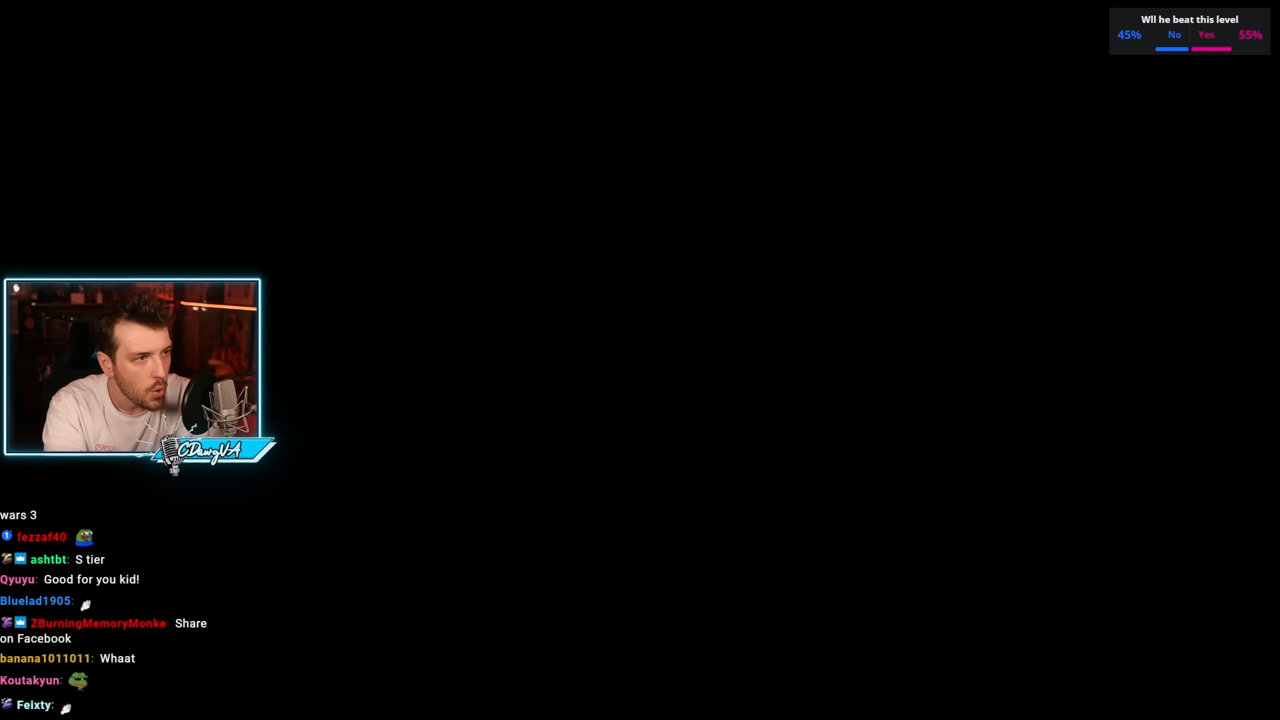 Wll he beat this level
45% No Yes 55%
CDawgVA
wars 3
fezzaf40:
ashtbt: S tier
Qyuyu: Good for you kid!
Bluelad1905:
ZBurningMemoryMonke: Share
on Facebook
banana1011011: Whaat
Koutakyun:
Feixty: